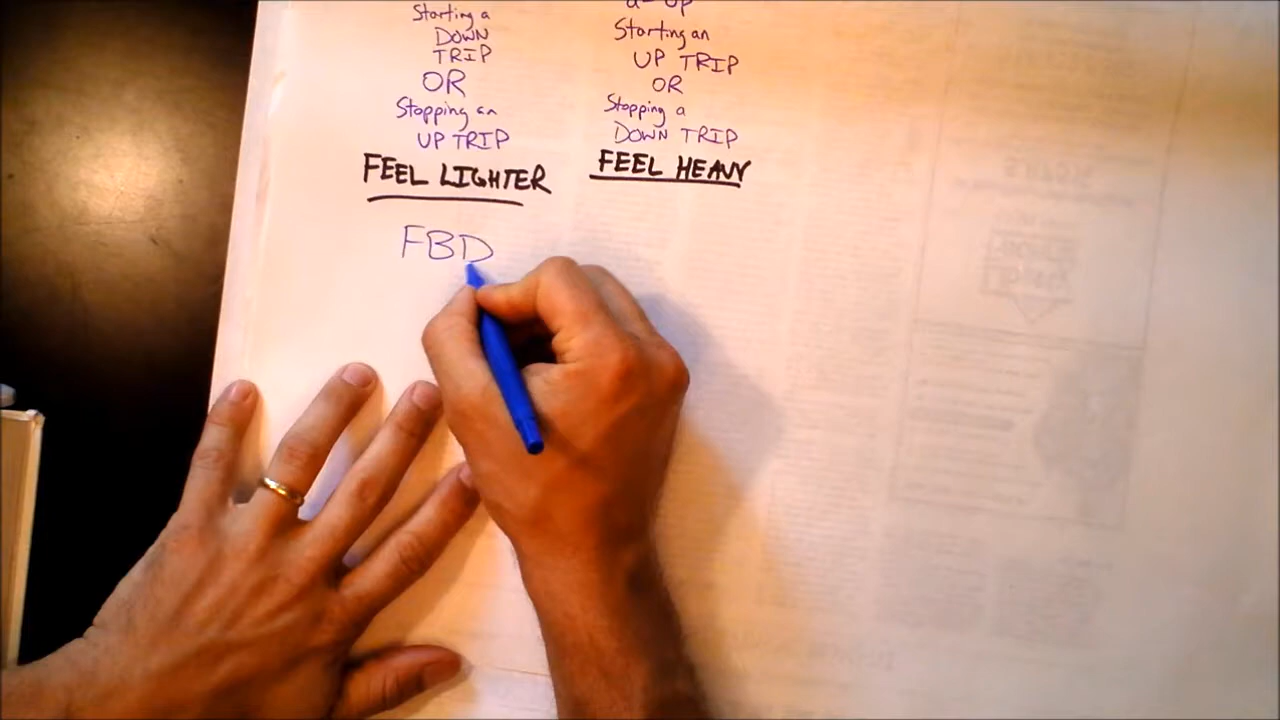 Starting a
DOWN
TRIP
OR
Stopping an
UP TRIP
FEEL LIGHTER
a = Up
Starting an
UP TRIP
OR
Stopping a
DOWN TRIP
FEEL HEAVY
FBD